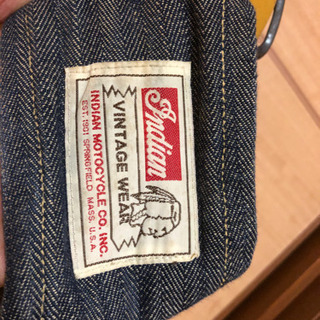 Indian
VINTAGE WEAR
INDIAN MOTOCYCLE CO. INC.
EST. 1901 SPRINGFIELD MASS. U.S.A.